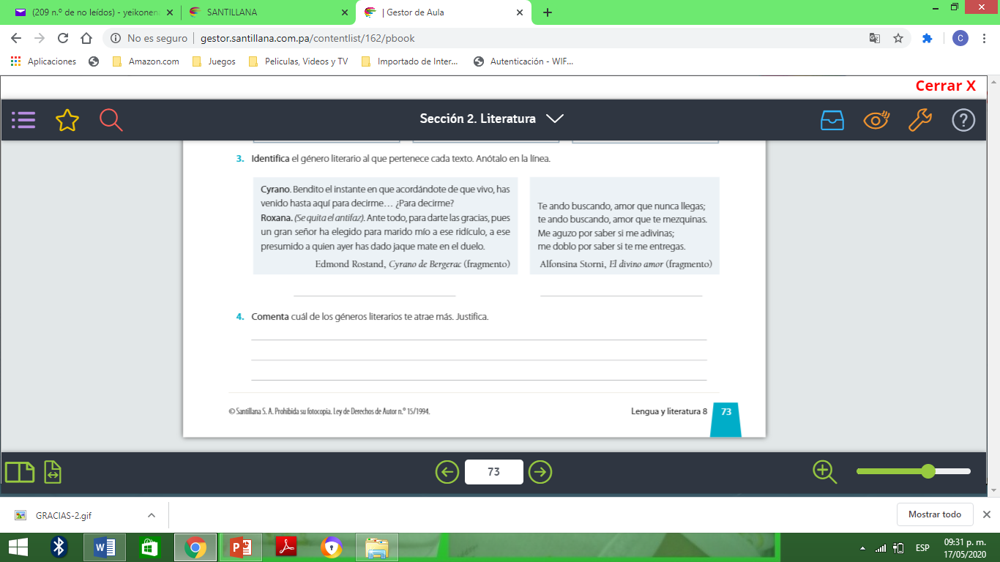 (209 n.º de no leídos) - yeikonen
SANTILLANA
| Gestor de Aula
No es seguro | gestor.santillana.com.pa/contentlist/162/pbook
C
Aplicaciones
Amazon.com
Juegos
Peliculas, Videos y TV
Importado de Inter...
Autenticación - WIF...
Cerrar X
Sección 2. Literatura
3. Identifica el género literario al que pertenece cada texto. Anótalo en la línea.
Cyrano. Bendito el instante en que acordándote de que vivo, has
venido hasta aquí para decirme... ¿Para decirme?
Roxana. (Se quita el antifaz). Ante todo, para darte las gracias, pues
un gran señor ha elegido para marido mío a ese ridículo, a ese
presumido a quien ayer has dado jaque mate en el duelo.
Edmond Rostand, Cyrano de Bergerac (fragmento)
Te ando buscando, amor que nunca llegas;
te ando buscando, amor que te mezquinas.
Me aguzo por saber si me adivinas;
me doblo por saber si te me entregas.
Alfonsina Storni, El divino amor (fragmento)
4. Comenta cuál de los géneros literarios te atrae más. Justifica.
© Santillana S. A. Prohibida su fotocopia. Ley de Derechos de Autor n.º 15/1994.
Lengua y literatura 8
73
73
GRACIAS-2.gif
Mostrar todo
ESP
09:31 p. m.
17/05/2020